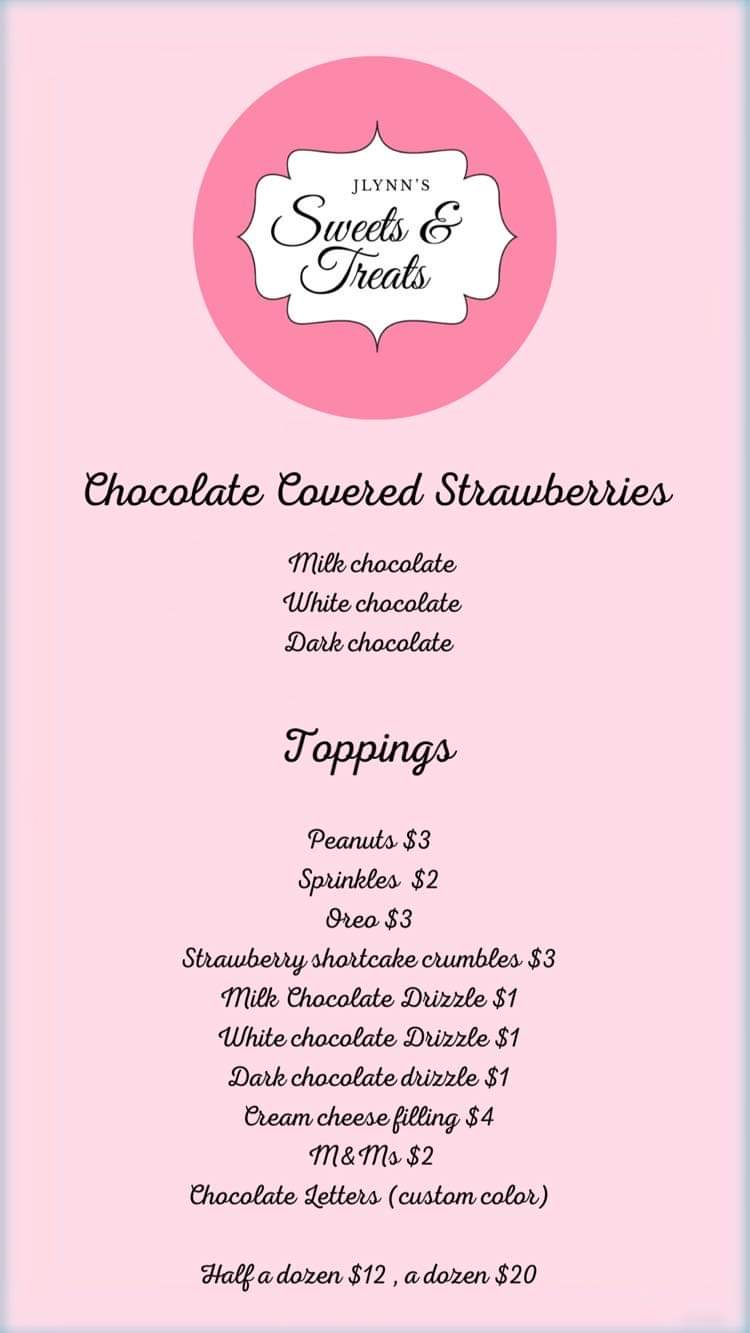 JLYNN'S
Sweets &
Treats
Chocolate Covered Strawberries
Milk chocolate
White chocolate
Dark chocolate
Toppings
Peanuts $3
Sprinkles $2
Oreo $3
Strawberry shortcake crumbles $3
Milk Chocolate Drizzle $1
White chocolate Drizzle $1
Dark chocolate drizzle $1
Cream cheese filling $4
M&Ms $2
Chocolate Letters (custom color)
Half a dozen $12 , a dozen $20